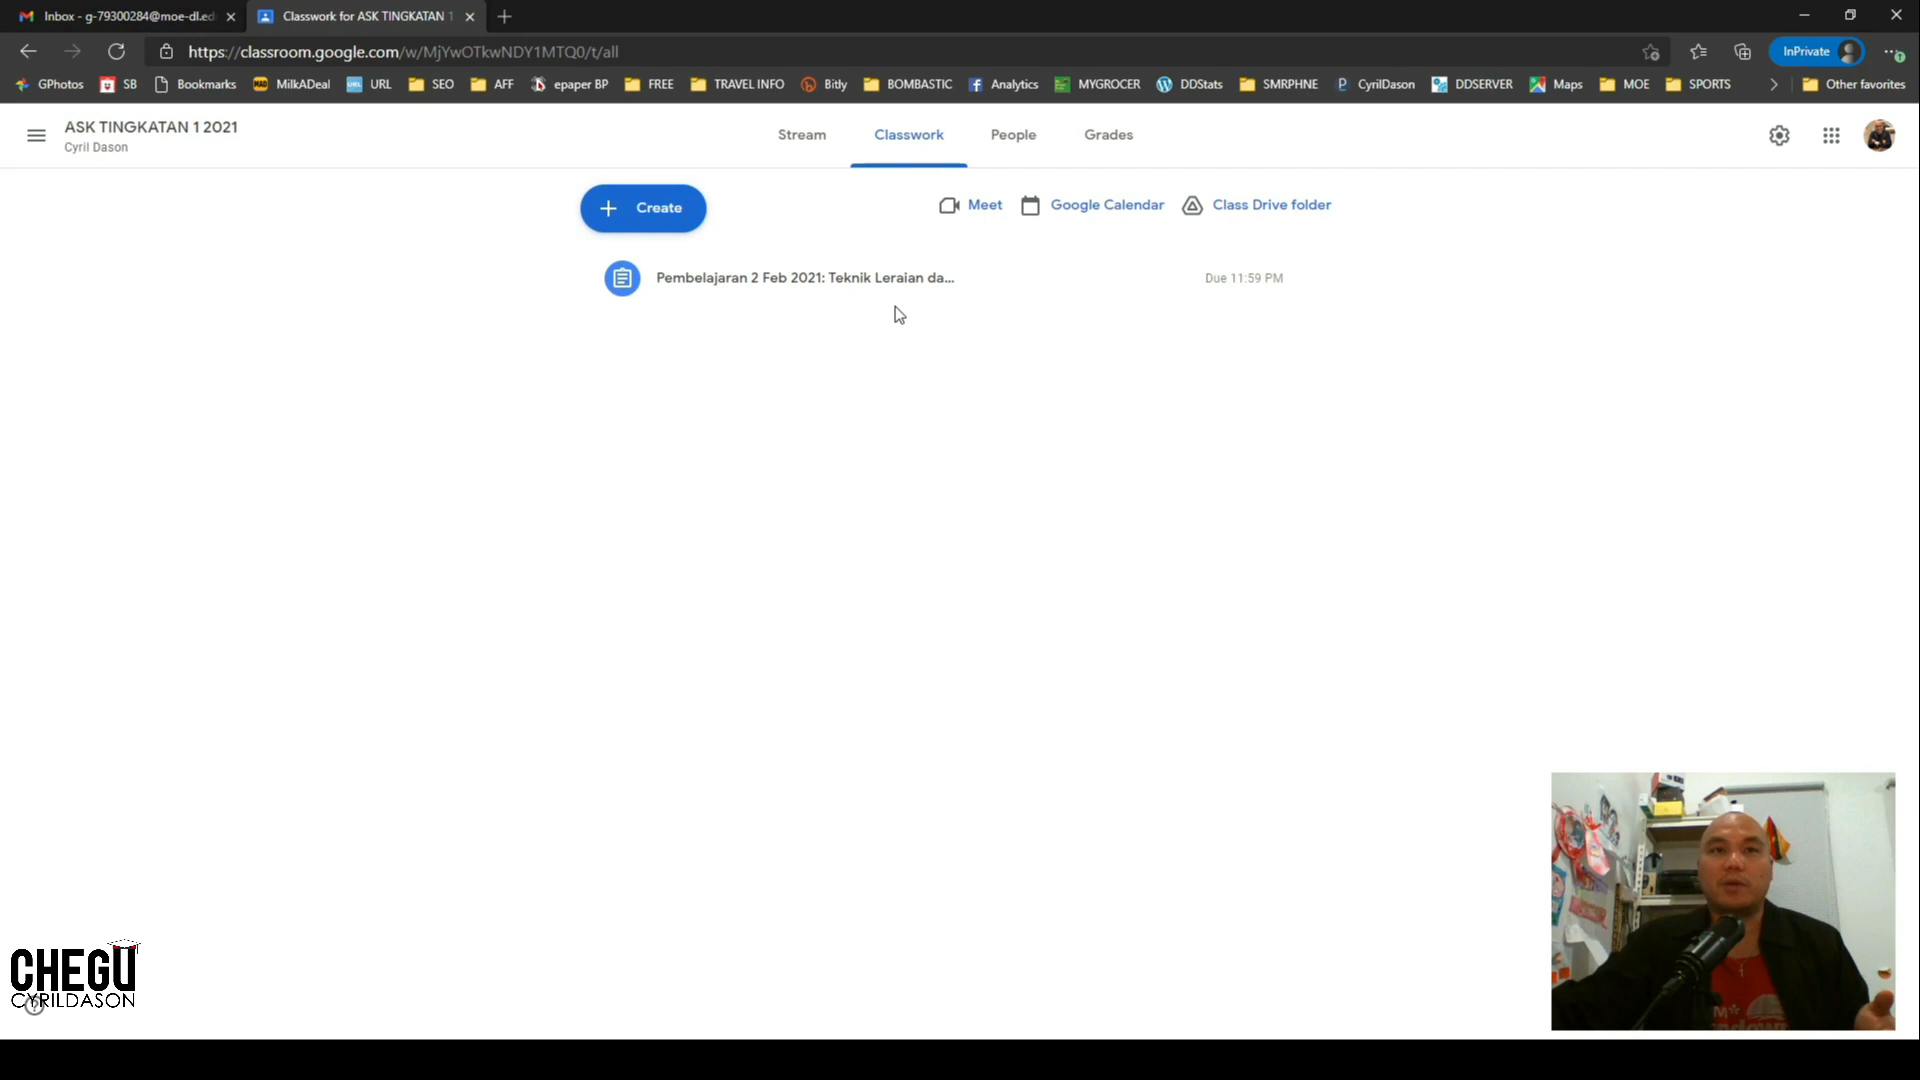 Inbox - g-79300284@moe-dl.ed
Classwork for ASK TINGKATAN 1
https://classroom.google.com/w/MjYwOTkwNDY1MTQ0/t/all
InPrivate
GPhotos SB Bookmarks MilkADeal URL SEO AFF epaper BP FREE TRAVEL INFO Bitly BOMBASTIC Analytics MYGROCER DDStats SMRPHNE CyrilDason DDSERVER Maps MOE SPORTS Other favorites
ASK TINGKATAN 1 2021
Cyril Dason
Stream Classwork People Grades
Create
Meet Google Calendar Class Drive folder
Pembelajaran 2 Feb 2021: Teknik Leraian da... Due 11:59 PM
CHEGU
CYRILDASON